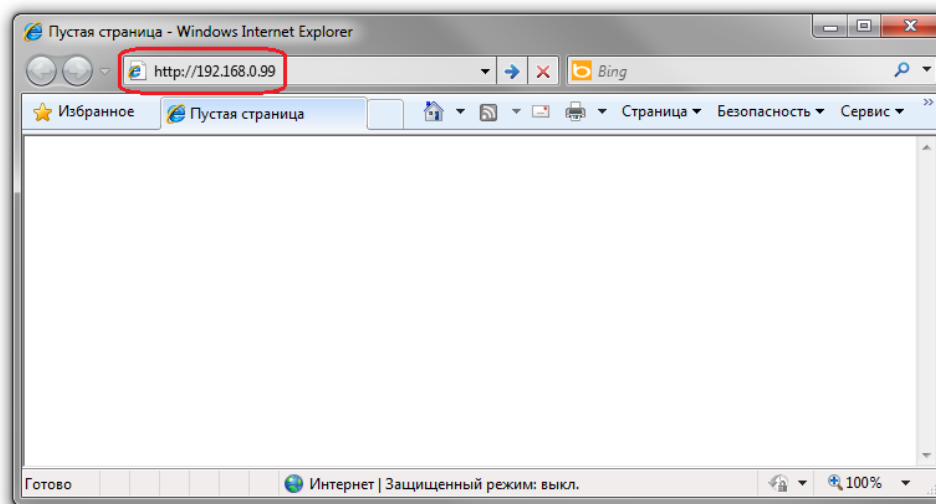 Пустая страница - Windows Internet Explorer
http://192.168.0.99
Bing
Избранное
Пустая страница
Страница
Безопасность
Сервис
Готово
Интернет | Защищенный режим: выкл.
100%